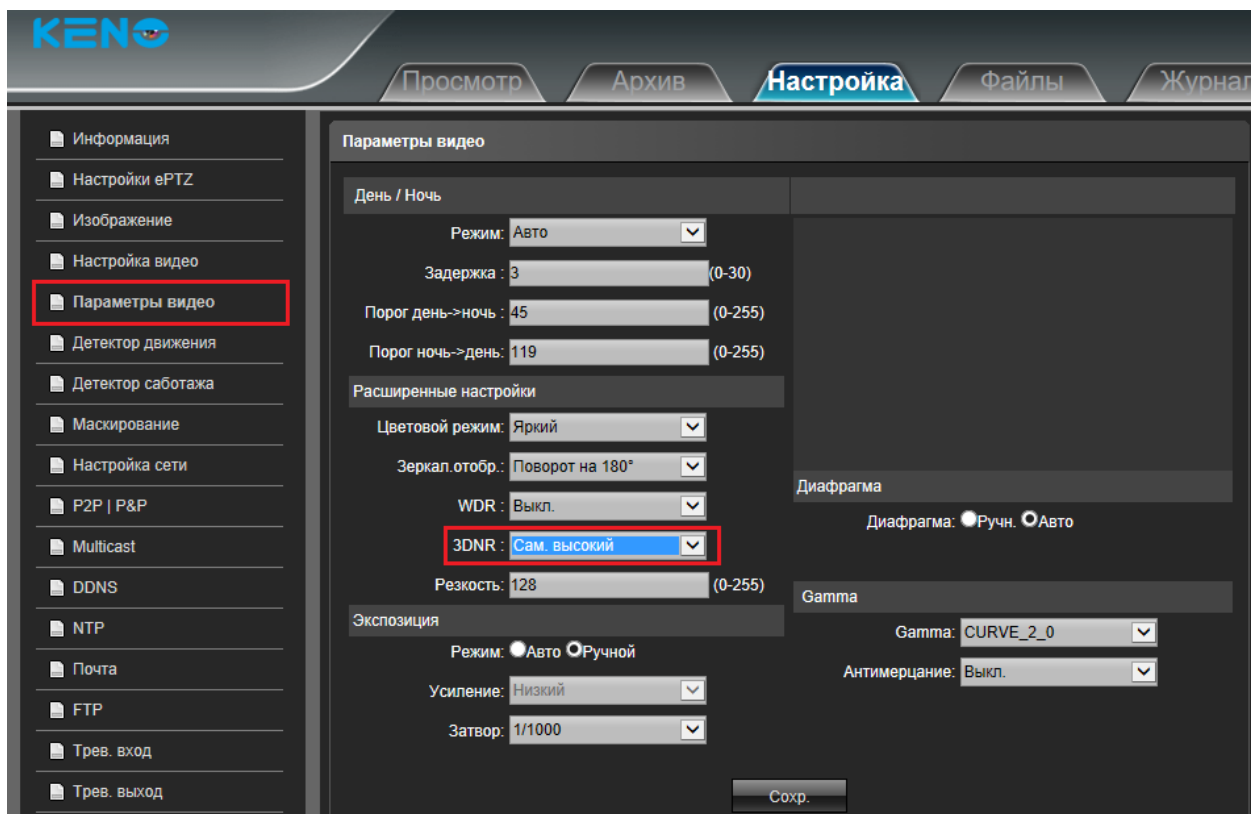 KENO
Просмотр
Архив
Настройка
Файлы
Журнал
Информация
Настройки ePTZ
Изображение
Настройка видео
Параметры видео
Детектор движения
Детектор саботажа
Маскирование
Настройка сети
P2P | P&P
Multicast
DDNS
NTP
Почта
FTP
Трев. вход
Трев. выход
Параметры видео
День / Ночь
Режим: Авто
Задержка : 3 (0-30)
Порог день->ночь : 45 (0-255)
Порог ночь->день: 119 (0-255)
Расширенные настройки
Цветовой режим: Яркий
Зеркал.отобр.: Поворот на 180°
WDR : Выкл.
3DNR : Сам. высокий
Резкость: 128 (0-255)
Экспозиция
Режим: Авто Ручной
Усиление: Низкий
Затвор: 1/1000
Диафрагма
Диафрагма: Ручн. Авто
Gamma
Gamma: CURVE_2_0
Антимерцание: Выкл.
Сохр.